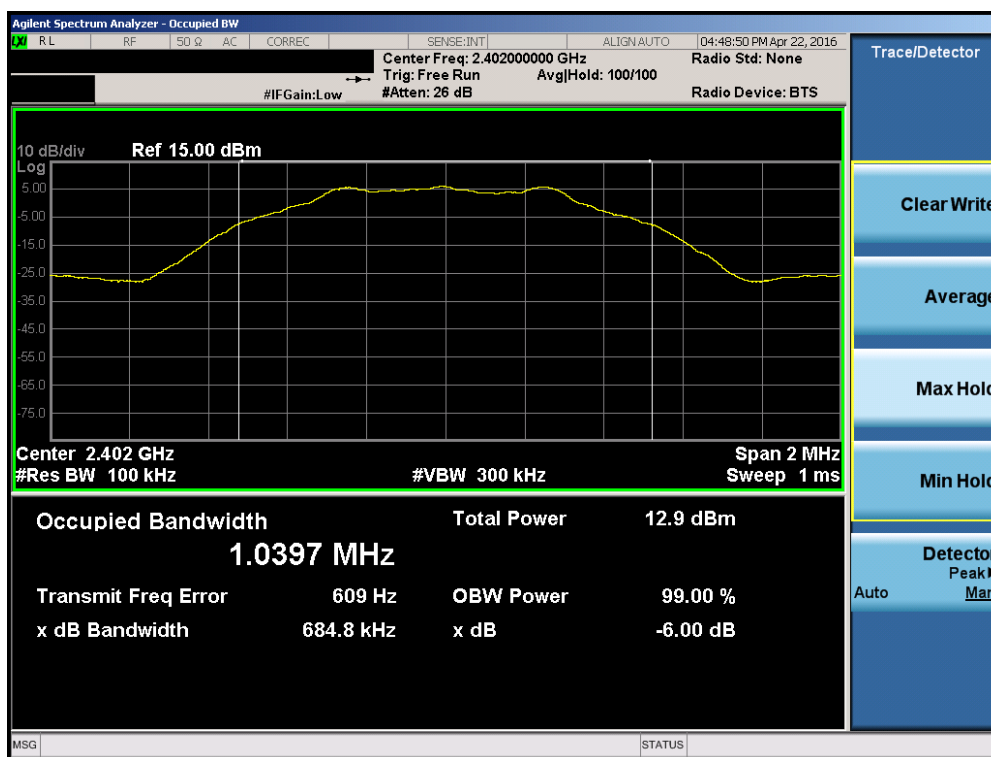 Agilent Spectrum Analyzer - Occupied BW
LXI RL RF 50 Ω AC CORREC SENSE:INT ALIGN AUTO 04:48:50 PM Apr 22, 2016
Center Freq: 2.402000000 GHz Radio Std: None
Trig: Free Run Avg|Hold: 100/100
#IFGain:Low #Atten: 26 dB Radio Device: BTS
10 dB/div Ref 15.00 dBm
Log
5.00
-5.00
-15.0
-25.0
-35.0
-45.0
-55.0
-65.0
-75.0
Center 2.402 GHz Span 2 MHz
#Res BW 100 kHz #VBW 300 kHz Sweep 1 ms
Occupied Bandwidth Total Power 12.9 dBm
1.0397 MHz
Transmit Freq Error 609 Hz OBW Power 99.00 %
x dB Bandwidth 684.8 kHz x dB -6.00 dB
MSG STATUS
Trace/Detector
Clear Write
Average
Max Hold
Min Hold
Detector
Peak
Auto Man